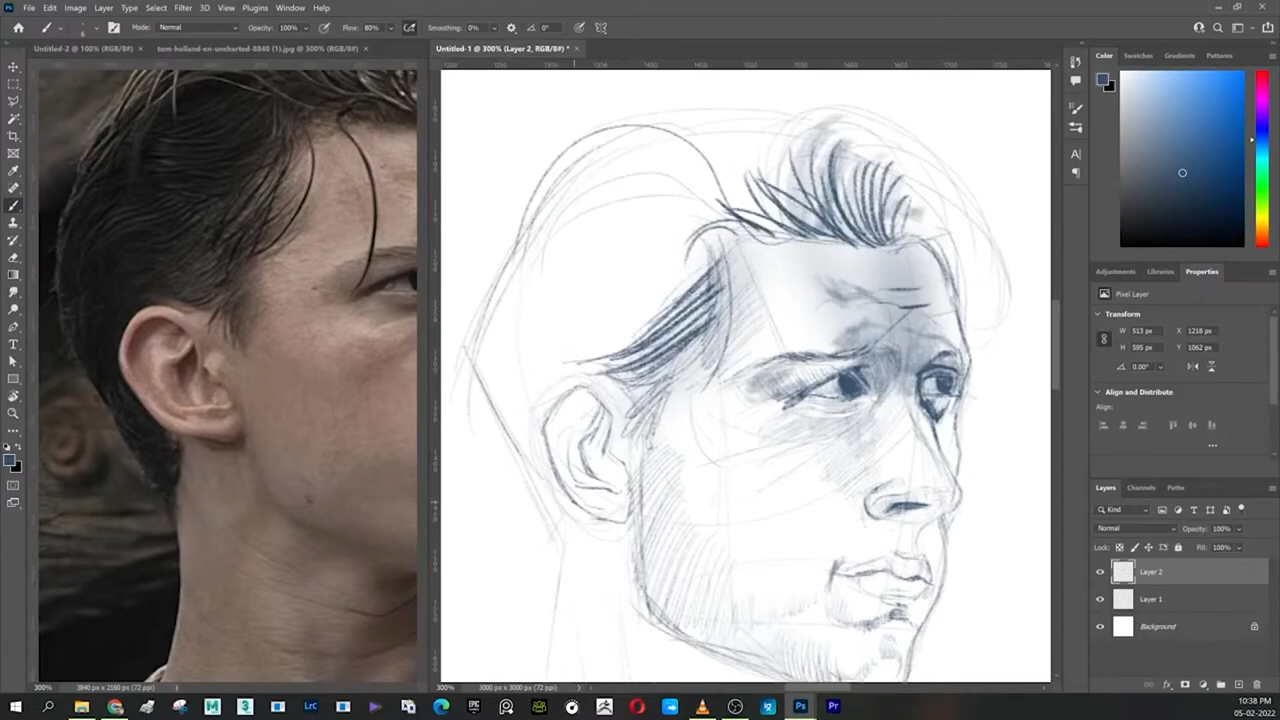 File Edit Image Layer Type Select Filter 3D View Plugins Window Help
Mode: Normal Opacity: 100% Flow: 80% Smoothing: 0% 0°
Untitled-2 @ 100% (RGB/8#) × tom-holland-en-uncharted-8840 (1).jpg @ 300% (RGB/8#) × Untitled-1 @ 300% (Layer 2, RGB/8#) * ×
Color Swatches Gradients Patterns
Adjustments Libraries Properties
Pixel Layer
Transform
W 513 px X 1218 px
H 595 px Y 1062 px
0.00°
Align and Distribute
Align:
...
Layers Channels Paths
Kind
Normal Opacity: 100%
Lock: Fill: 100%
Layer 2
Layer 1
Background
300% 3840 px x 2160 px (72 ppi) 300% 3000 px x 3000 px (72 ppi)
10:38 PM
05-02-2022